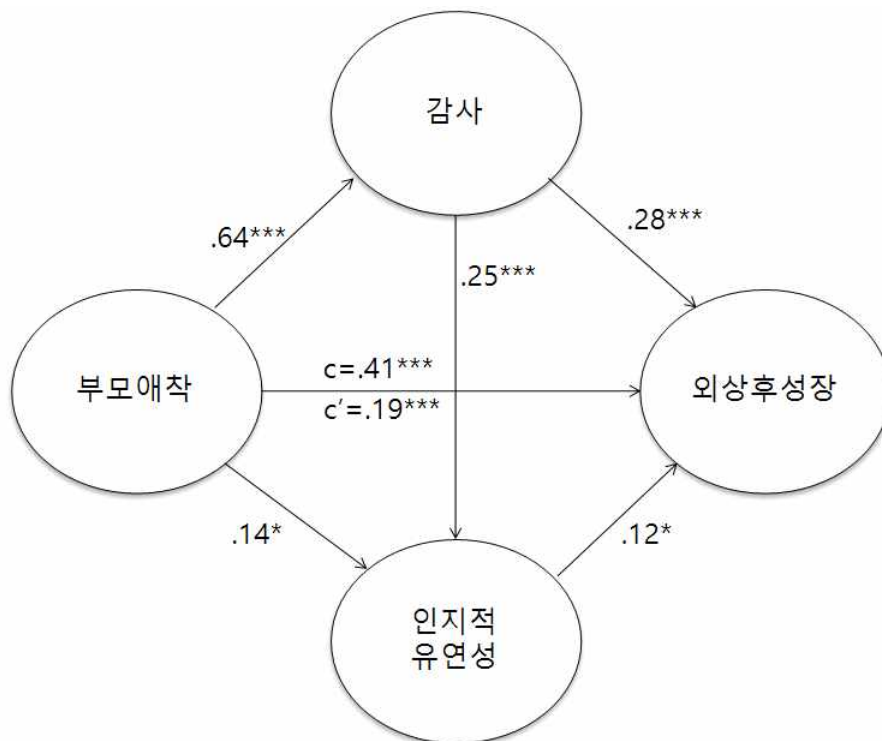 감사
.64***
.28***
.25***
부모애착
c=.41***
c′=.19***
외상후성장
.14*
.12*
인지적
유연성